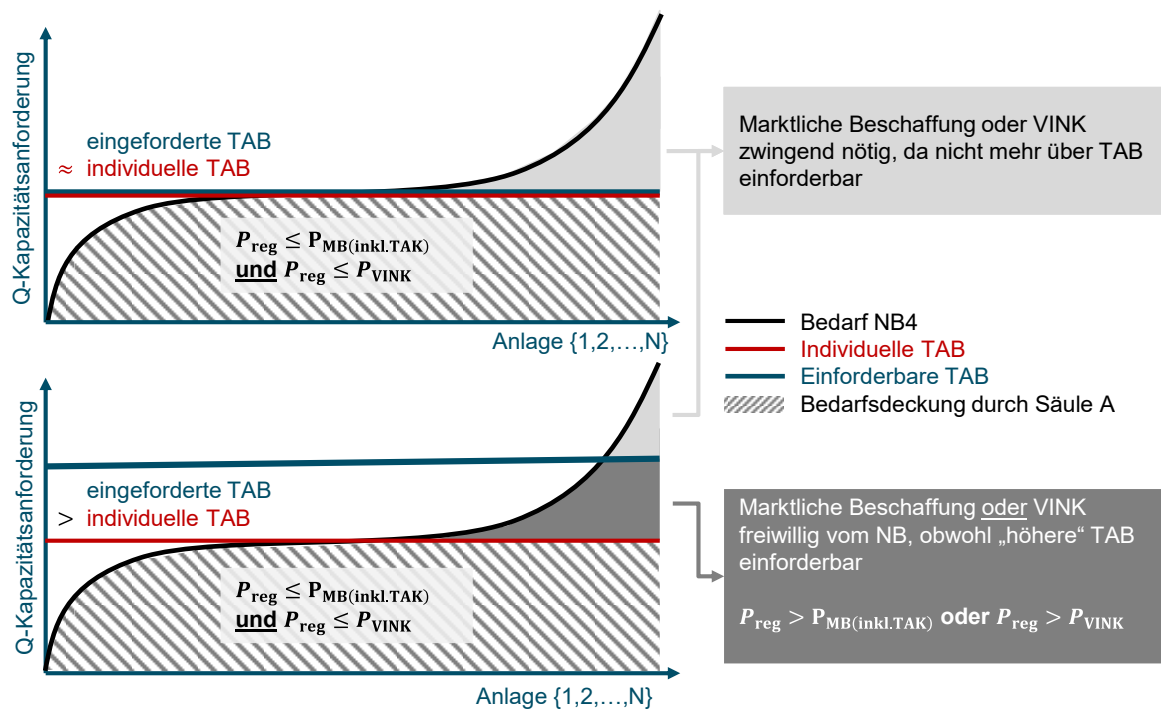 Q-Kapazitätsanforderung
eingeforderte TAB
≈ individuelle TAB
P_reg ≤ P_MB(inkl.TAK)
und P_reg ≤ P_VINK
Anlage {1,2,…,N}
Marktliche Beschaffung oder VINK
zwingend nötig, da nicht mehr über TAB
einforderbar
Bedarf NB4
Individuelle TAB
Einforderbare TAB
Bedarfsdeckung durch Säule A
Q-Kapazitätsanforderung
eingeforderte TAB
> individuelle TAB
P_reg ≤ P_MB(inkl.TAK)
und P_reg ≤ P_VINK
Anlage {1,2,…,N}
Marktliche Beschaffung oder VINK
freiwillig vom NB, obwohl „höhere“ TAB
einforderbar
P_reg > P_MB(inkl.TAK) oder P_reg > P_VINK